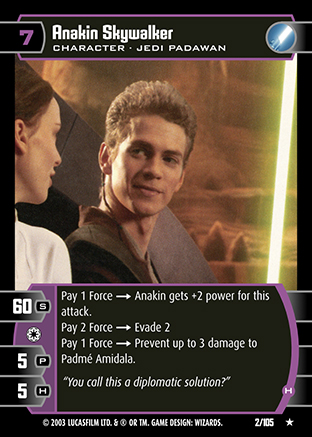 7 Anakin Skywalker
CHARACTER • JEDI PADAWAN
60 S
5 P
5 H
Pay 1 Force → Anakin gets +2 power for this
attack.
Pay 2 Force → Evade 2
Pay 1 Force → Prevent up to 3 damage to
Padmé Amidala.
“You call this a diplomatic solution?”
H
© 2003 LUCASFILM LTD. & ® OR TM. GAME DESIGN: WIZARDS. 2/105 ★